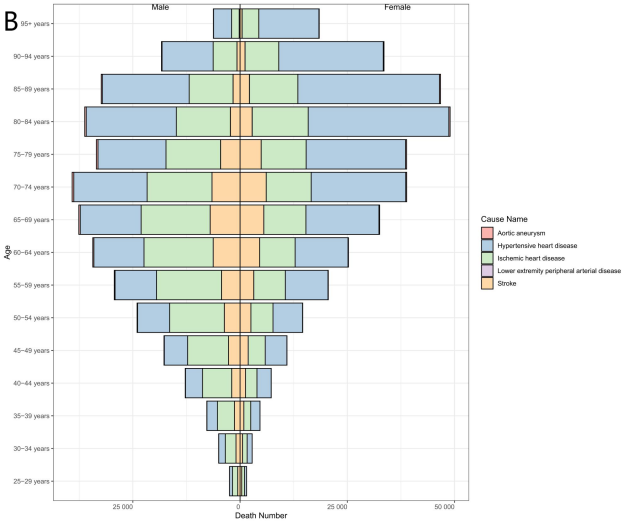 B
Male
Female
95+ years
90−94 years
85−89 years
80−84 years
75−79 years
70−74 years
65−69 years
60−64 years
55−59 years
50−54 years
45−49 years
40−44 years
35−39 years
30−34 years
25−29 years
Age
25 000
0
25 000
50 000
Death Number
Cause Name
Aortic aneurysm
Hypertensive heart disease
Ischemic heart disease
Lower extremity peripheral arterial disease
Stroke